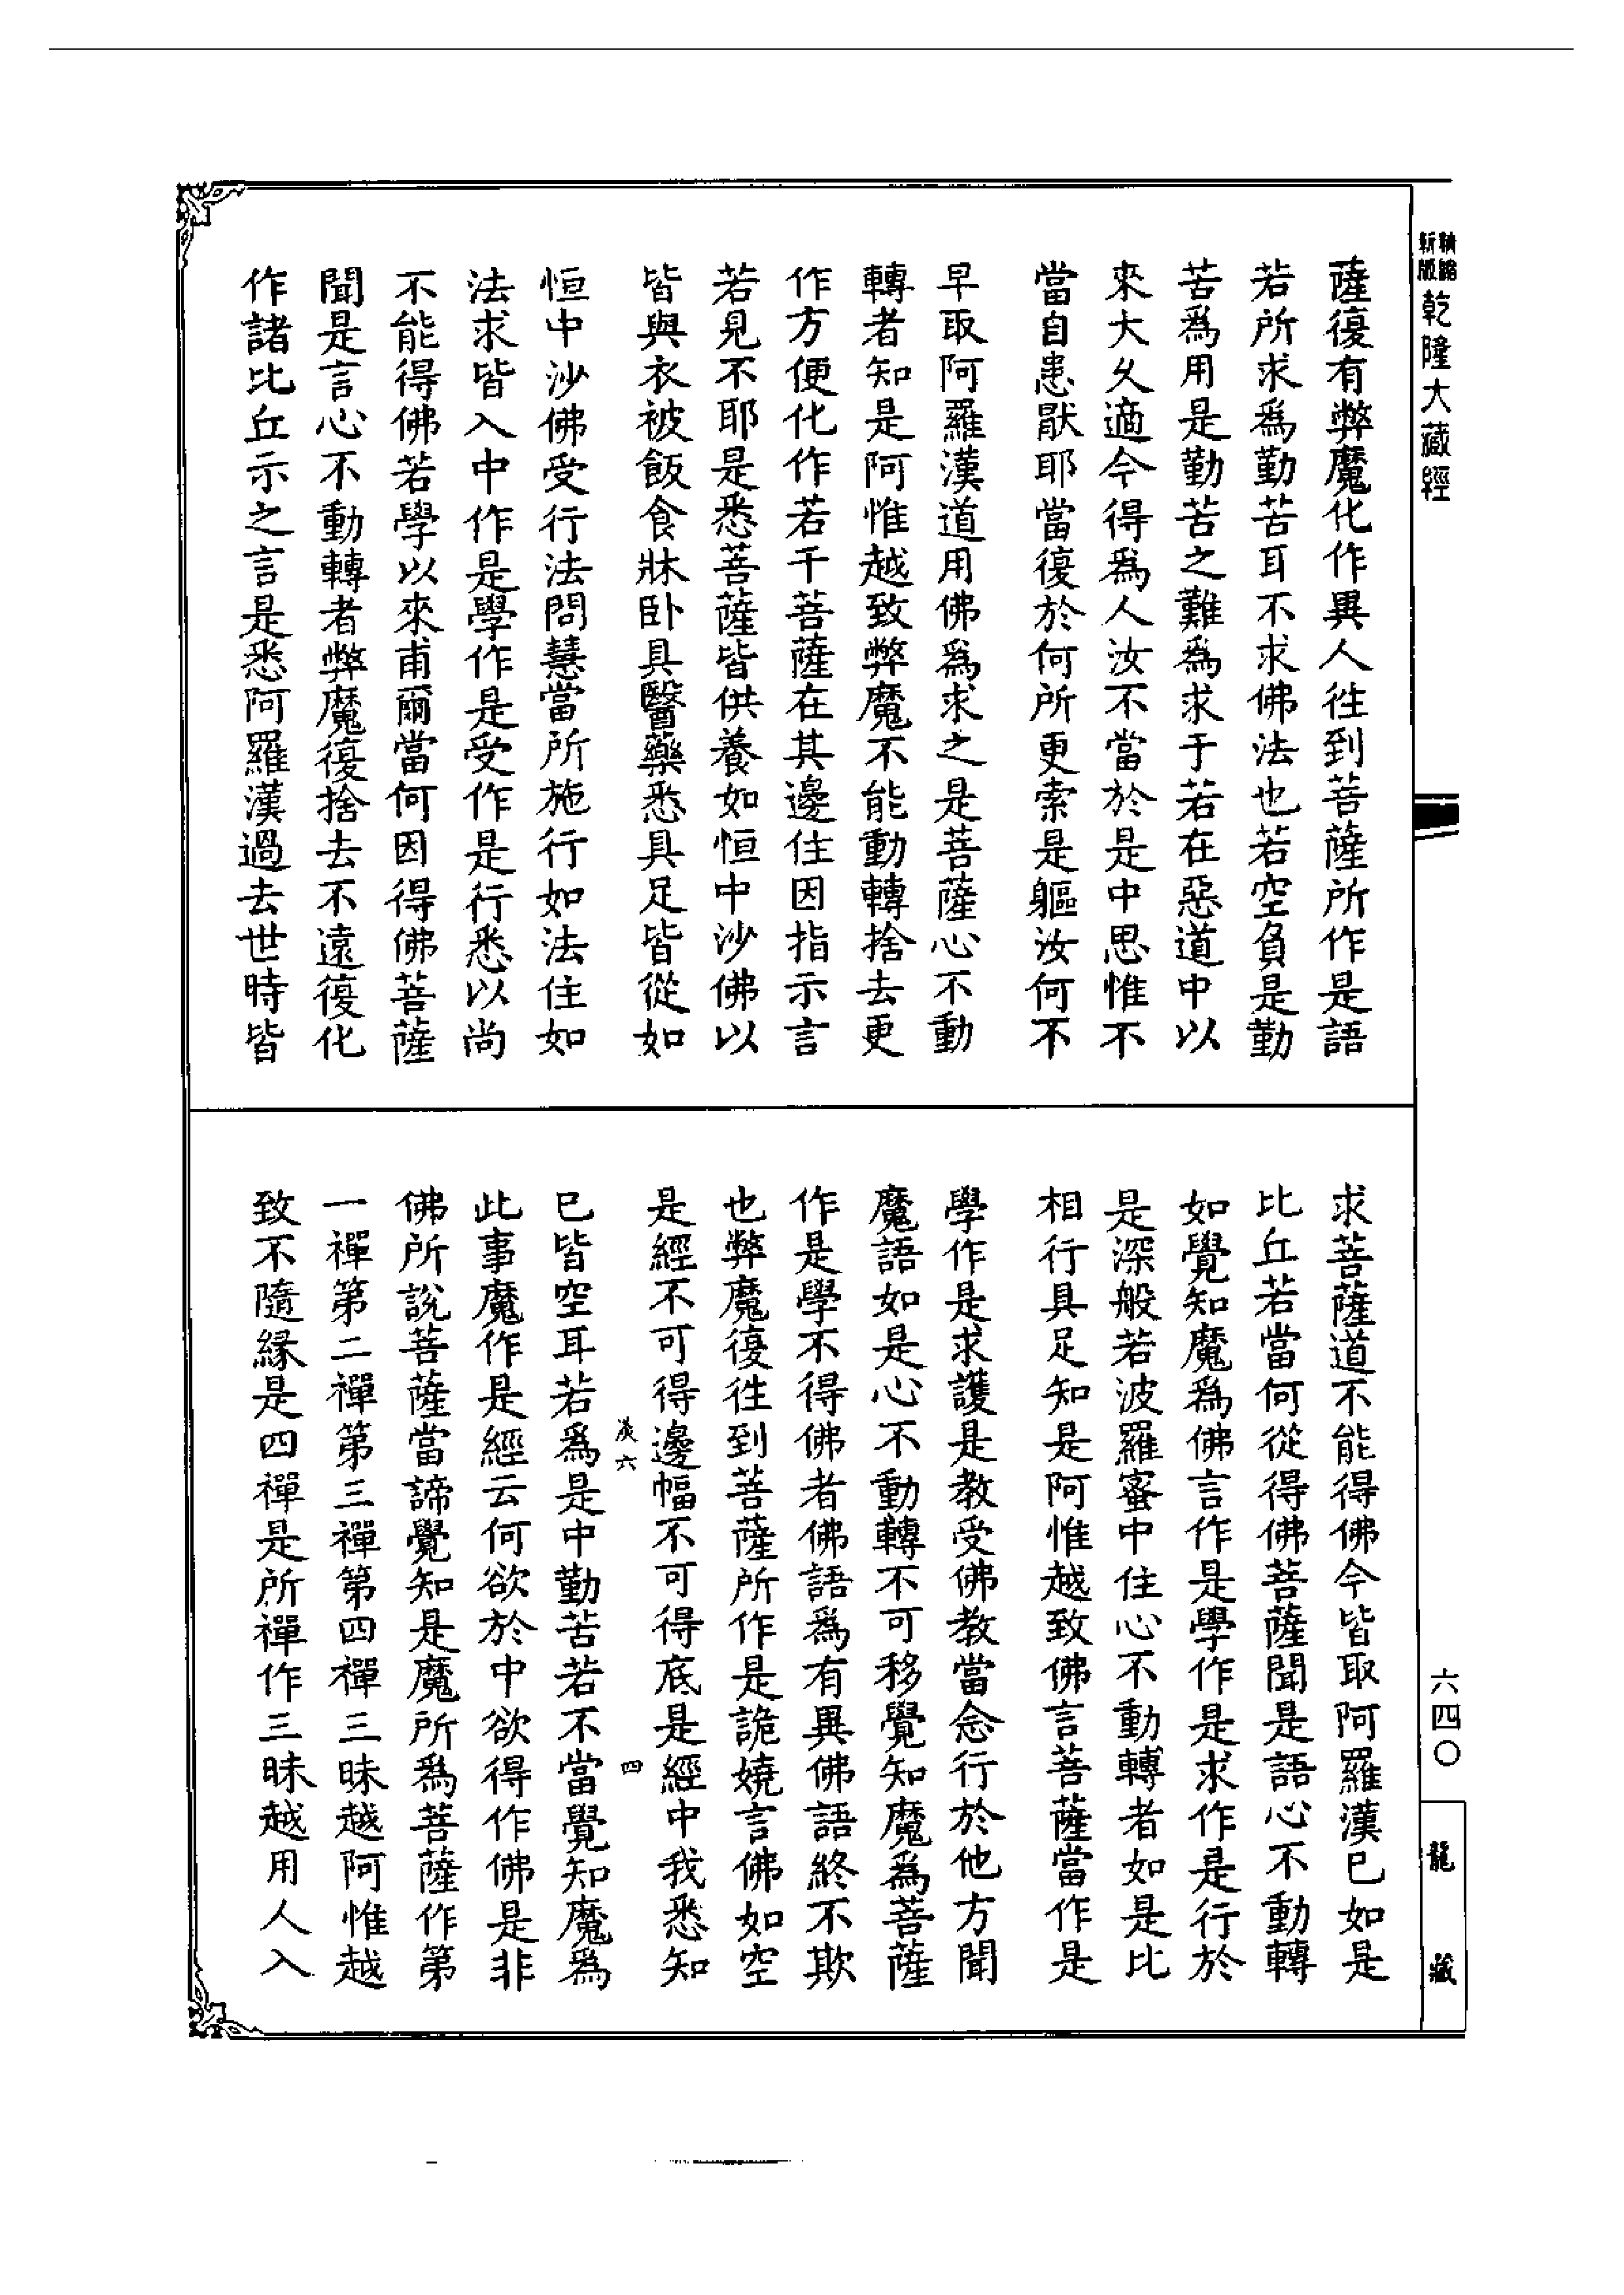 精縮
新版
乾隆大藏經
薩復有弊魔化作異人徃到菩薩所作是語
若所求爲勤苦耳不求佛法也若空負是勤
苦爲用是勤苦之難爲求于若在惡道中以
來大久適今得爲人汝不當於是中思惟不
當自患猒耶當復於何所更索是軀汝何不
早取阿羅漢道用佛爲求之是菩薩心不動
轉者知是阿惟越致弊魔不能動轉捨去更
作方便化作若干菩薩在其邊住因指示言
若見不耶是悉菩薩皆供養如恒中沙佛以
皆與衣被飯食牀卧具醫藥悉具足皆從如
恒中沙佛受行法問慧當所施行如法住如
法求皆入中作是學作是受作是行悉以尚
不能得佛若學以來甫爾當何因得佛菩薩
聞是言心不動轉者弊魔復捨去不遠復化
作諸比丘示之言是悉阿羅漢過去世時皆
求菩薩道不能得佛今皆取阿羅漢已如是
比丘若當何從得佛菩薩聞是語心不動轉
如覺知魔爲佛言作是學作是求作是行於
是深般若波羅蜜中住心不動轉者如是比
相行具足知是阿惟越致佛言菩薩當作是
學作是求護是教受佛教當念行於他方聞
魔語如是心不動轉不可移覺知魔爲菩薩
作是學不得佛者佛語爲有異佛語終不欺
也弊魔復徃到菩薩所作是詭嬈言佛如空
是經不可得邊幅不可得底是經中我悉知
六 四
已皆空耳若爲是中勤苦若不當覺知魔爲
此事魔作是經云何欲於中欲得作佛是非
佛所說菩薩當諦覺知是魔所爲菩薩作第
一禪第二禪第三禪第四禪三昧越阿惟越
致不隨緣是四禪是所禪作三昧越用人入
六四〇
龍藏